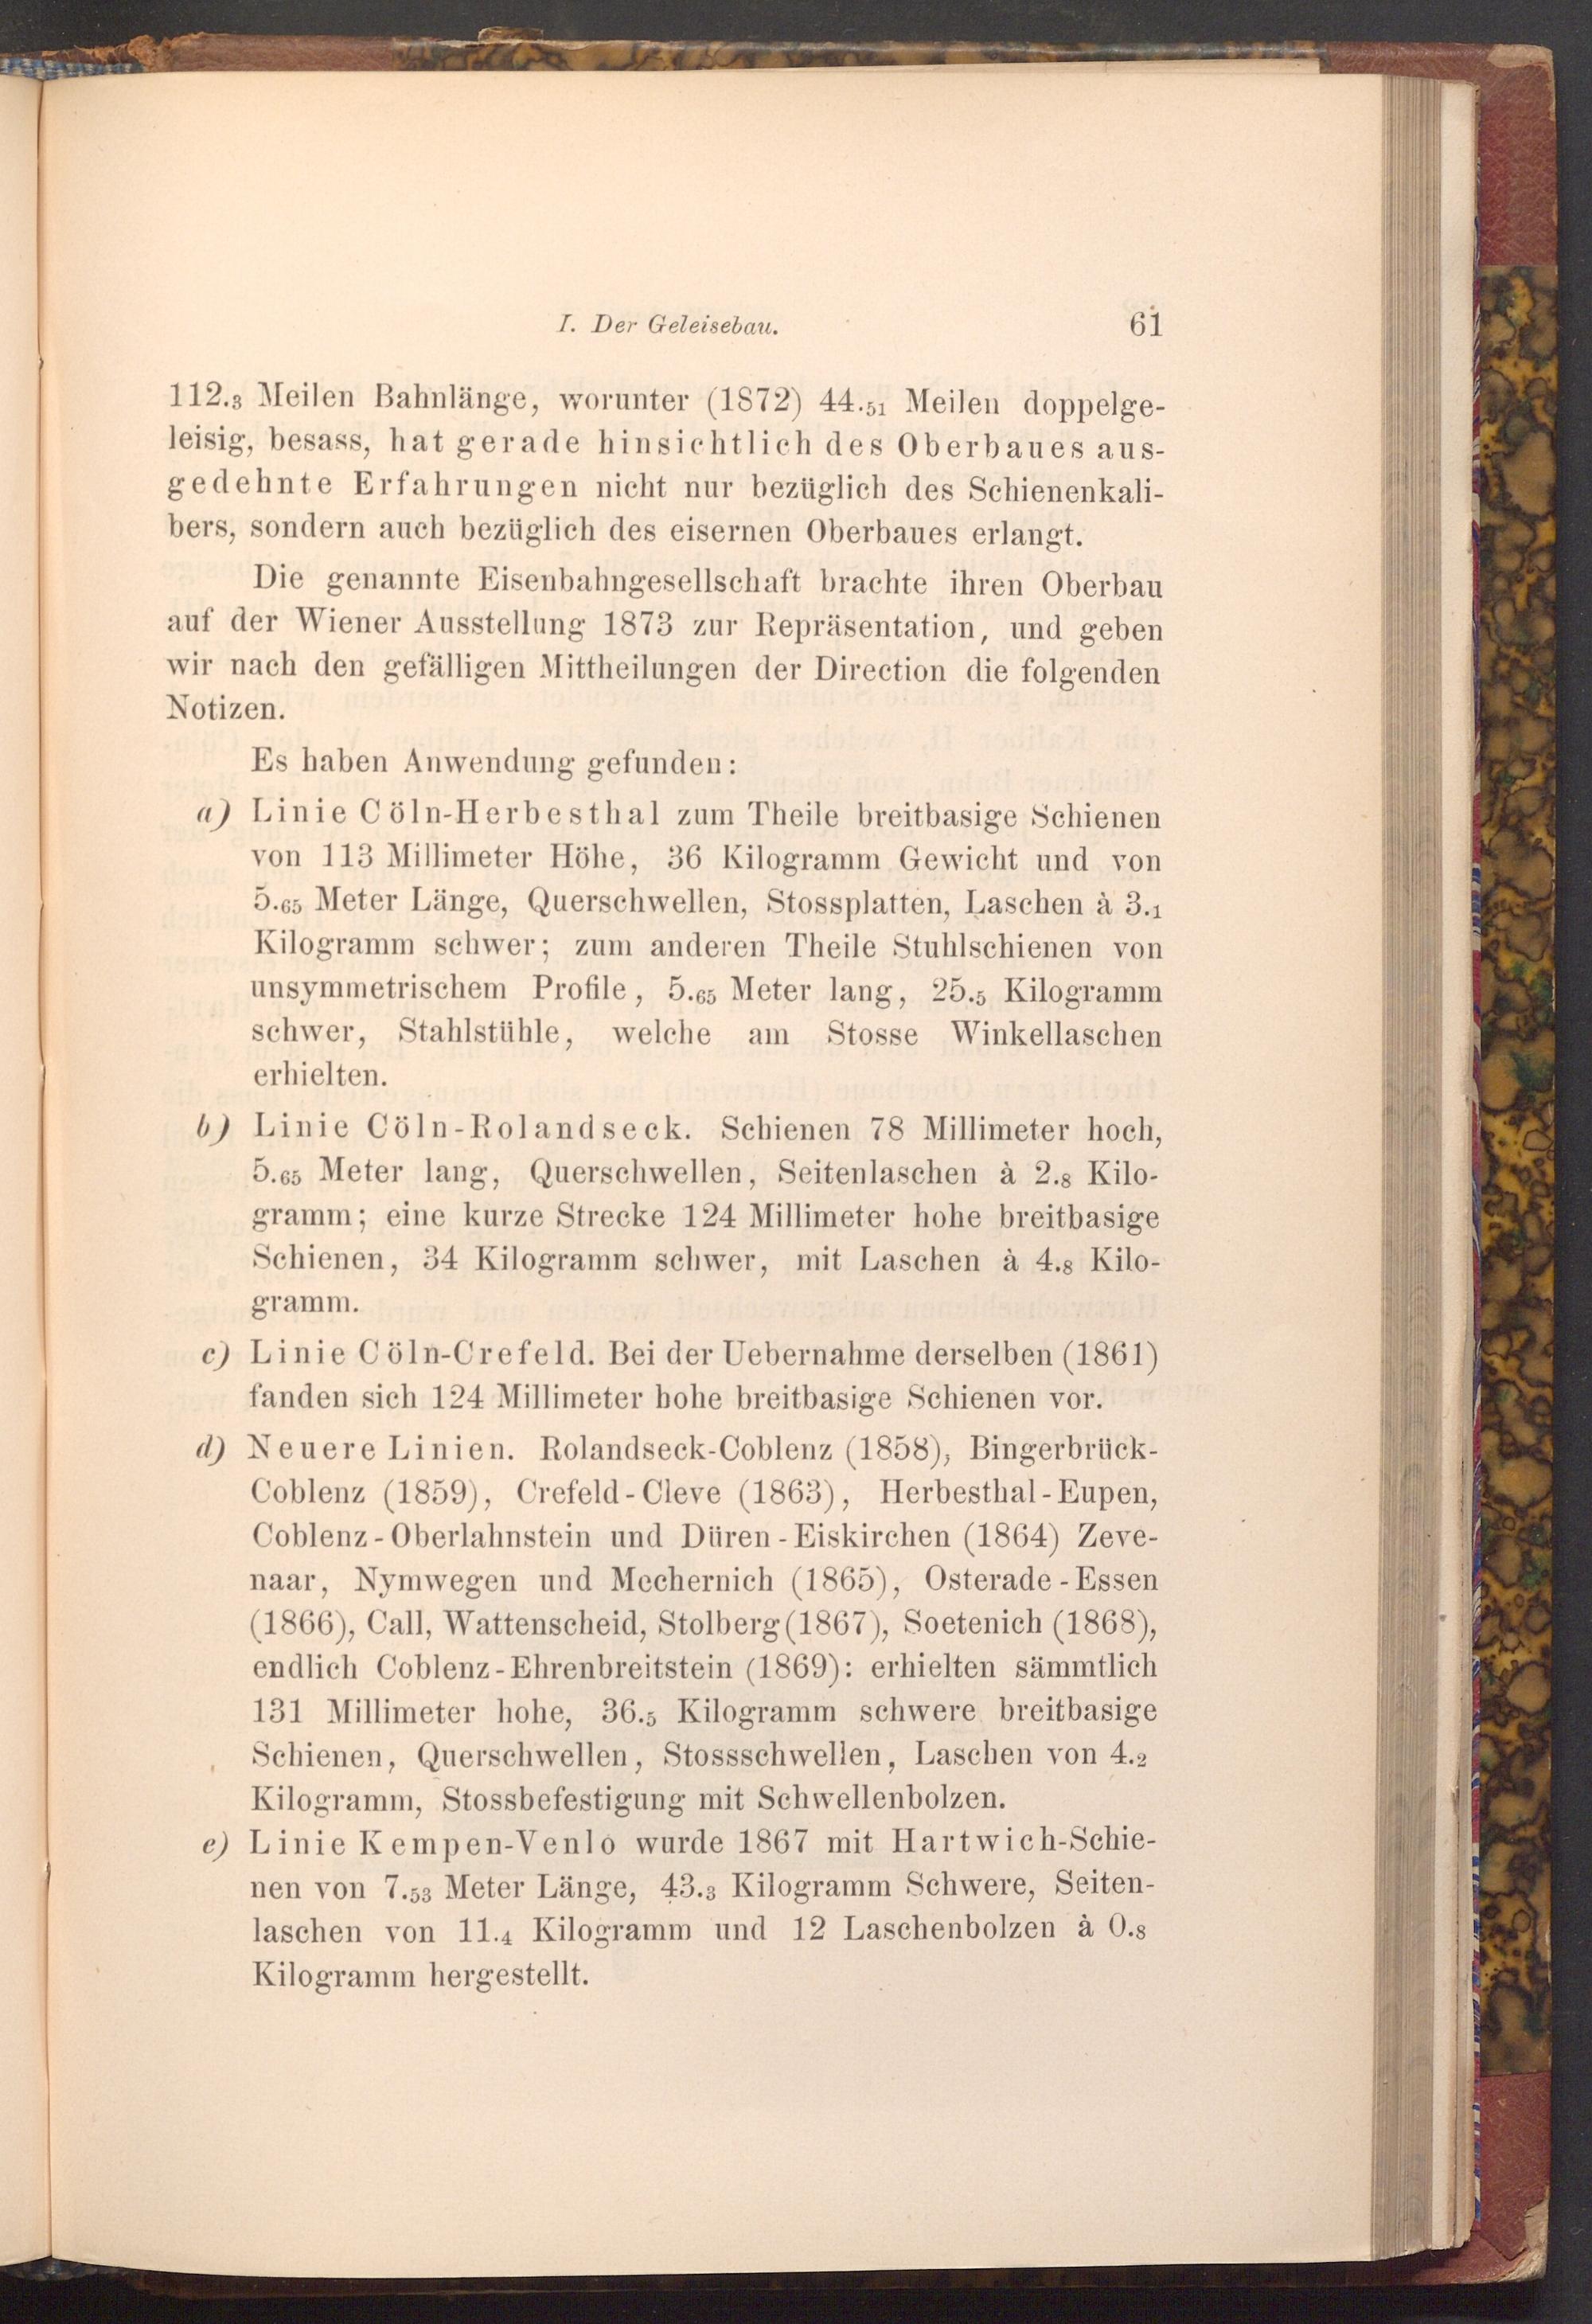 I. Der Geleisebau. 61
112.3 Meilen Bahnlänge, worunter (1872) 44.51 Meilen doppelge-
leisig, besass, hat gerade hinsichtlich des Oberbaues aus-
gedehnte Erfahrungen nicht nur bezüglich des Schienenkali-
bers, sondern auch bezüglich des eisernen Oberbaues erlangt.
Die genannte Eisenbahngesellschaft brachte ihren Oberbau
auf der Wiener Ausstellung 1873 zur Repräsentation, und geben
wir nach den gefälligen Mittheilungen der Direction die folgenden
Notizen.
Es haben Anwendung gefunden:
a) Linie Cöln-Herbesthal zum Theile breitbasige Schienen
von 113 Millimeter Höhe, 36 Kilogramm Gewicht und von
5.65 Meter Länge, Querschwellen, Stossplatten, Laschen à 3.1
Kilogramm schwer; zum anderen Theile Stuhlschienen von
unsymmetrischem Profile, 5.65 Meter lang, 25.5 Kilogramm
schwer, Stahlstühle, welche am Stosse Winkellaschen
erhielten.
b) Linie Cöln-Rolandseck. Schienen 78 Millimeter hoch,
5.65 Meter lang, Querschwellen, Seitenlaschen à 2.8 Kilo-
gramm; eine kurze Strecke 124 Millimeter hohe breitbasige
Schienen, 34 Kilogramm schwer, mit Laschen à 4.8 Kilo-
gramm.
c) Linie Cöln-Crefeld. Bei der Uebernahme derselben (1861)
fanden sich 124 Millimeter hohe breitbasige Schienen vor.
d) Neuere Linien. Rolandseck-Coblenz (1858), Bingerbrück-
Coblenz (1859), Crefeld-Cleve (1863), Herbesthal-Eupen,
Coblenz-Oberlahnstein und Düren-Eiskirchen (1864) Zeve-
naar, Nymwegen und Mechernich (1865), Osterade-Essen
(1866), Call, Wattenscheid, Stolberg (1867), Soetenich (1868),
endlich Coblenz-Ehrenbreitstein (1869): erhielten sämmtlich
131 Millimeter hohe, 36.5 Kilogramm schwere breitbasige
Schienen, Querschwellen, Stossschwellen, Laschen von 4.2
Kilogramm, Stossbefestigung mit Schwellenbolzen.
e) Linie Kempen-Venlo wurde 1867 mit Hartwich-Schie-
nen von 7.53 Meter Länge, 43.3 Kilogramm Schwere, Seiten-
laschen von 11.4 Kilogramm und 12 Laschenbolzen à 0.8
Kilogramm hergestellt.